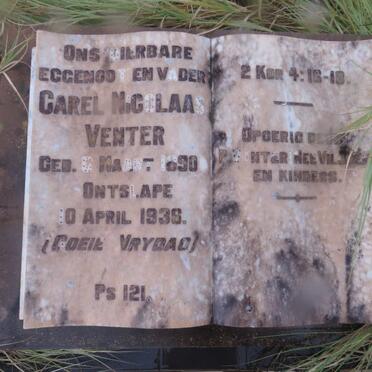 Ons dierbare
eggenoot en vader
Carel Nicolaas
Venter
Geb. Maart 1890
Ontslape
10 April 1936.
(Goeie Vrydag)
Ps 121.
2 Kor 4:16-18.
Opgerig deur
en kinders.